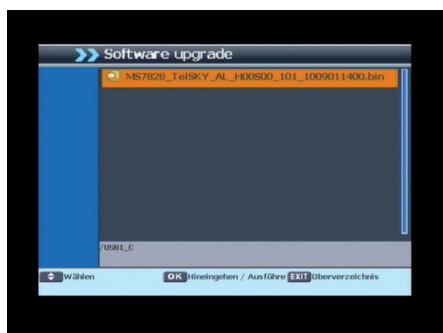 Software upgrade
MS7828_TelSKY_AL_H00S00_101_1009011400.bin
/USB1_C
Wählen OK Hineingehen / Ausführe EXIT Oberverzeichnis